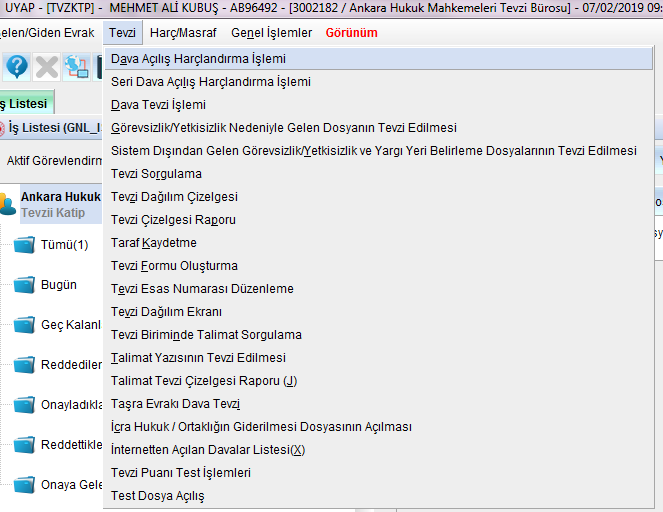 UYAP - [TVZKTP] - MEHMET ALİ KUBUŞ - AB96492 - [3002182 / Ankara Hukuk Mahkemeleri Tevzi Bürosu] - 07/02/2019 09:
elen/Giden Evrak Tevzi Harç/Masraf Genel İşlemler Görünüm
Dava Açılış Harçlandırma İşlemi
Seri Dava Açılış Harçlandırma İşlemi
Dava Tevzi İşlemi
Görevsizlik/Yetkisizlik Nedeniyle Gelen Dosyanın Tevzi Edilmesi
Sistem Dışından Gelen Görevsizlik/Yetkisizlik ve Yargı Yeri Belirleme Dosyalarının Tevzi Edilmesi
Tevzi Sorgulama
Tevzi Dağılım Çizelgesi
Tevzi Çizelgesi Raporu
Taraf Kaydetme
Tevzi Formu Oluşturma
Tevzi Esas Numarası Düzenleme
Tevzi Dağılım Ekranı
Tevzi Biriminde Talimat Sorgulama
Talimat Yazısının Tevzi Edilmesi
Talimat Tevzi Çizelgesi Raporu (J)
Taşra Evrakı Dava Tevzi
İcra Hukuk / Ortaklığın Giderilmesi Dosyasının Açılması
İnternetten Açılan Davalar Listesi(X)
Tevzi Puanı Test İşlemleri
Test Dosya Açılış
ş Listesi
İş Listesi (GNL_İ
Aktif Görevlendirm
Ankara Hukuk
Tevzii Katip
Tümü(1)
Bugün
Geç Kalanl
Reddedilen
Onayladıkla
Reddettikle
Onaya Gele